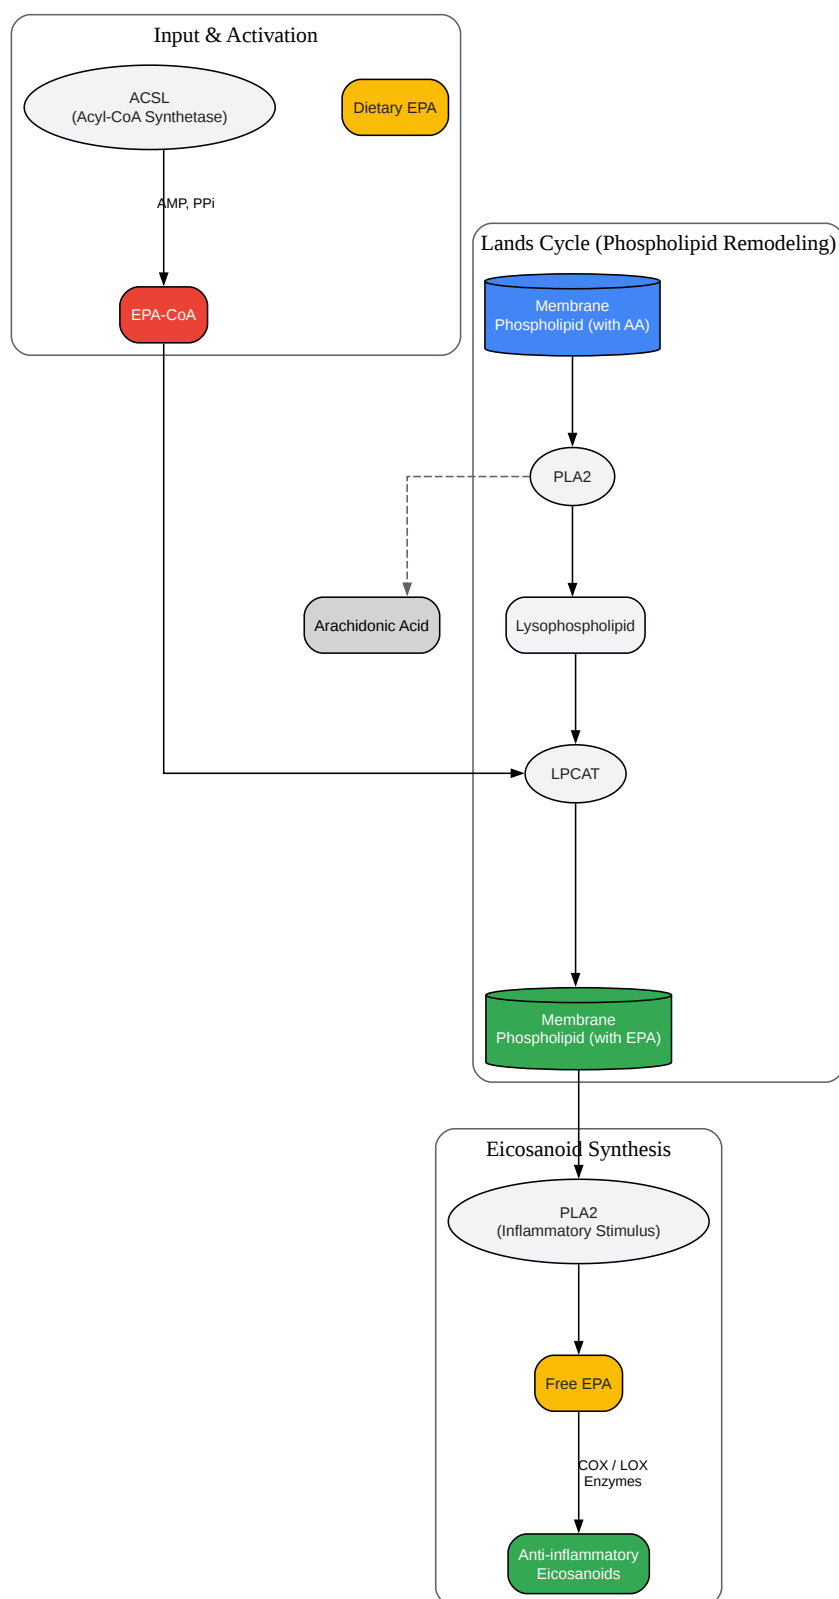 Input & Activation
ACSL
(Acyl-CoA Synthetase)
Dietary EPA
AMP, PPi
EPA-CoA
Lands Cycle (Phospholipid Remodeling)
Membrane
Phospholipid (with AA)
PLA2
Arachidonic Acid
Lysophospholipid
LPCAT
Membrane
Phospholipid (with EPA)
Eicosanoid Synthesis
PLA2
(Inflammatory Stimulus)
Free EPA
COX / LOX
Enzymes
Anti-inflammatory
Eicosanoids